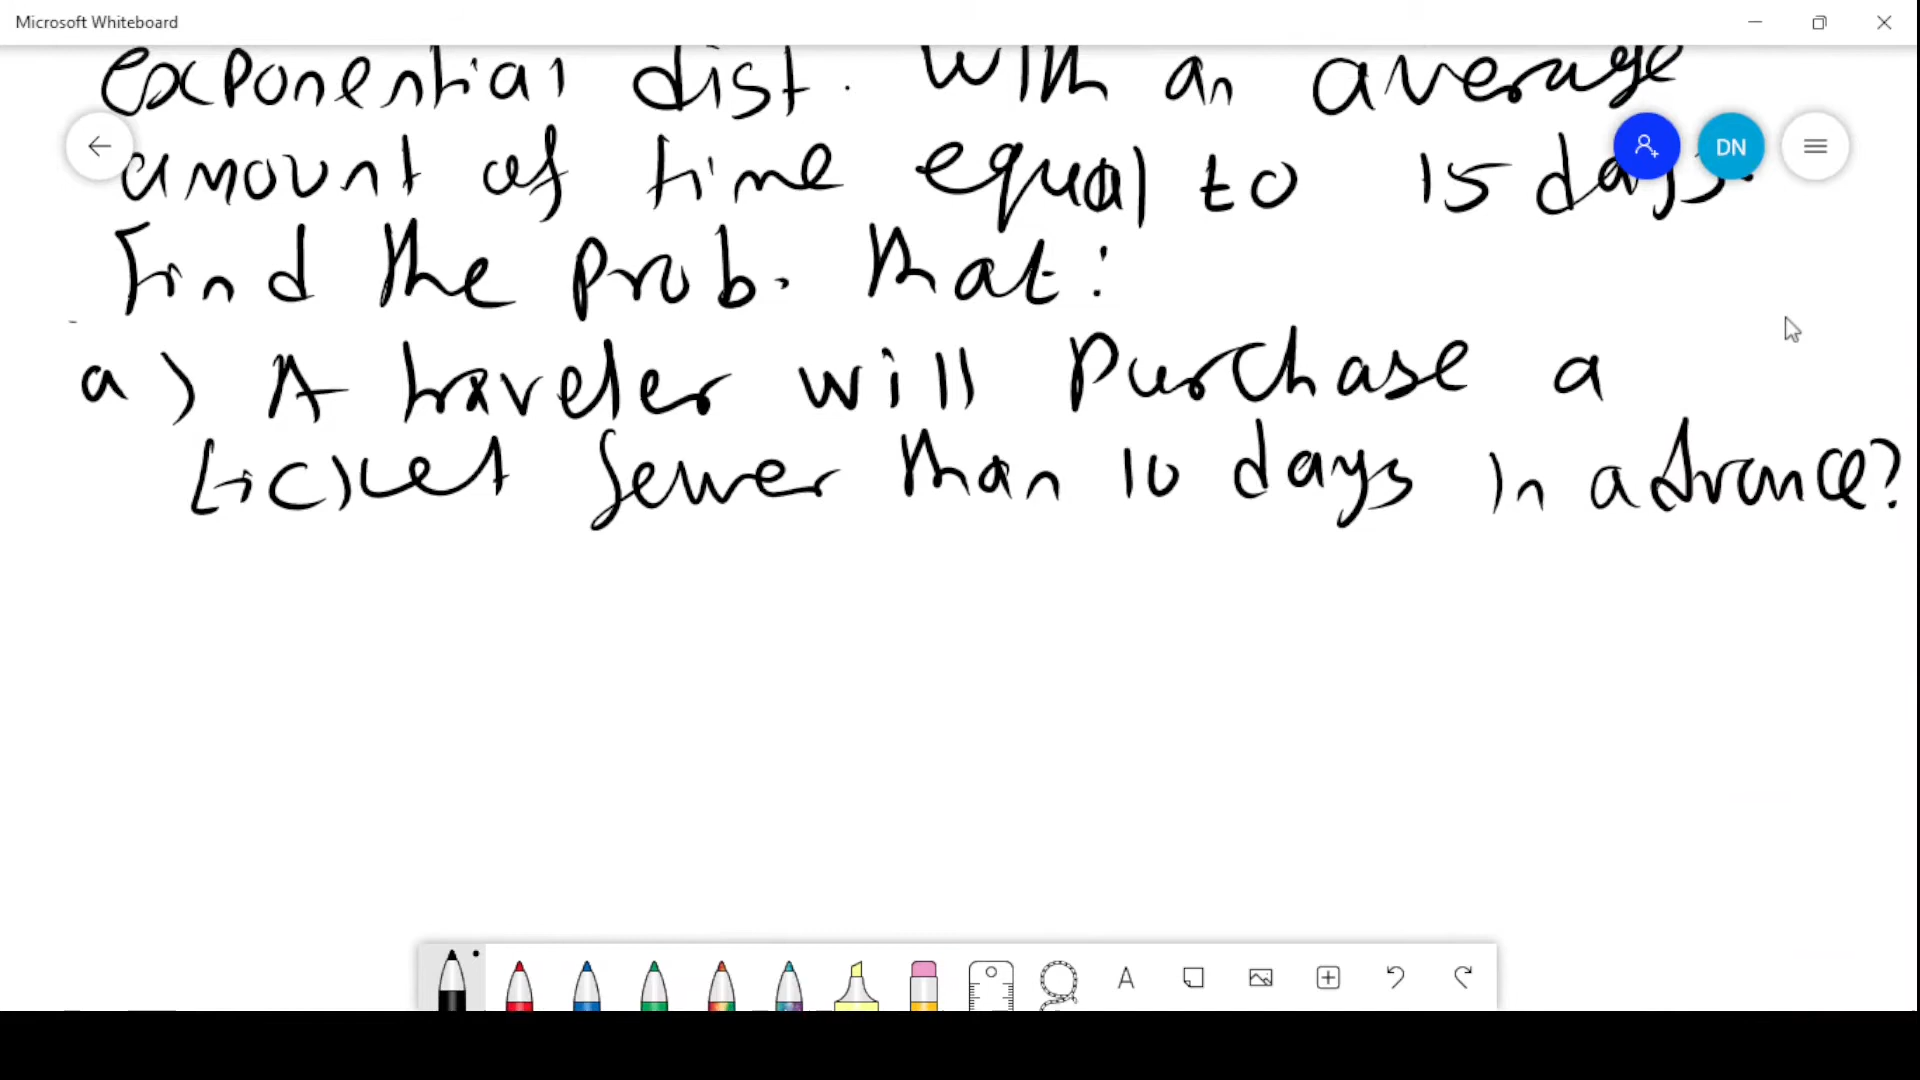 Microsoft Whiteboard
exponential dist. with an average
amount of time equal to 15 days.
DN
Find the prob. that:
a) A traveler will purchase a
ticket fewer than 10 days in advance?
A